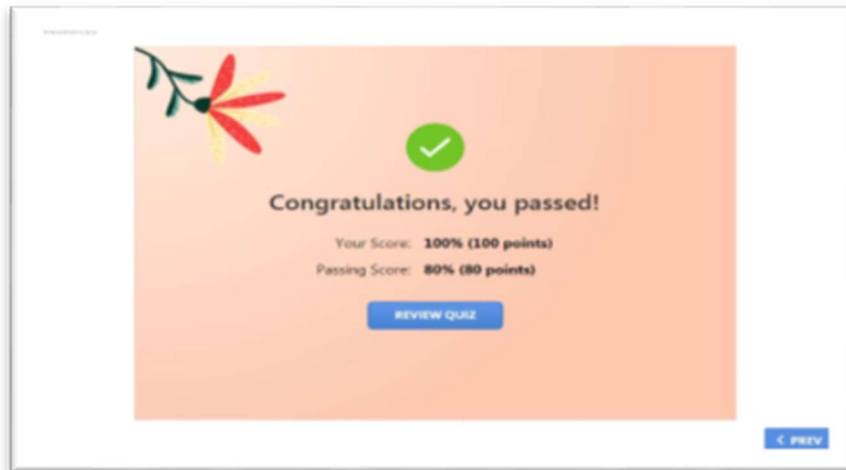 Congratulations, you passed!
Your Score: 100% (100 points)
Passing Score: 80% (80 points)
REVIEW QUIZ
< PREV